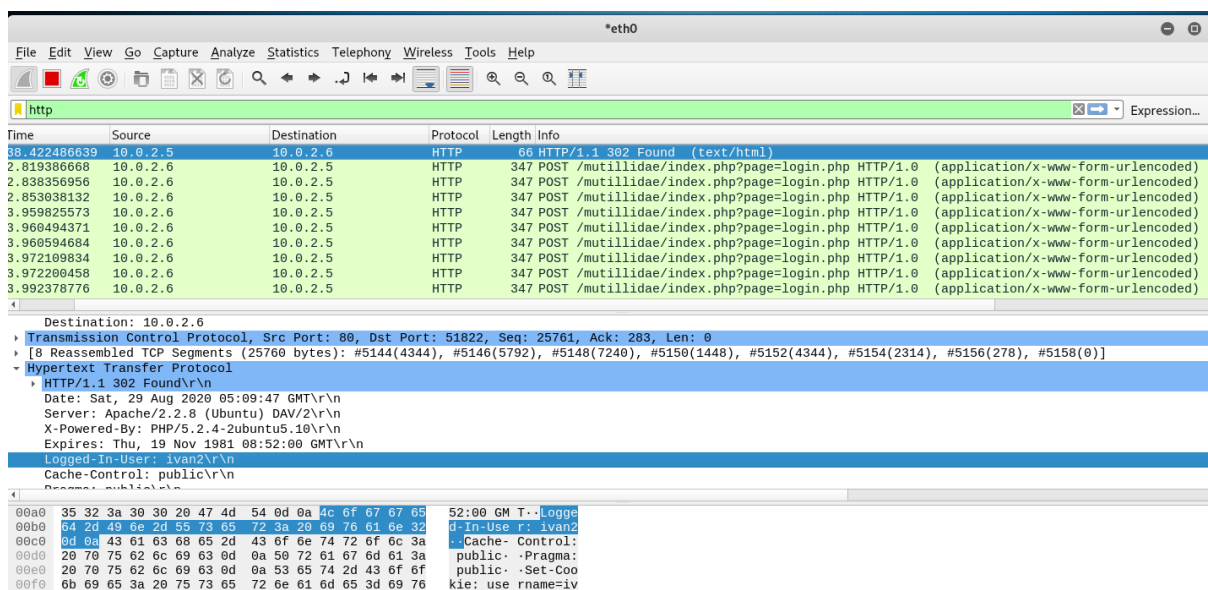 *eth0
File Edit View Go Capture Analyze Statistics Telephony Wireless Tools Help
http Expression...
Time Source Destination Protocol Length Info
38.422486639 10.0.2.5 10.0.2.6 HTTP 66 HTTP/1.1 302 Found (text/html)
2.819386668 10.0.2.6 10.0.2.5 HTTP 347 POST /mutillidae/index.php?page=login.php HTTP/1.0 (application/x-www-form-urlencoded)
2.838356956 10.0.2.6 10.0.2.5 HTTP 347 POST /mutillidae/index.php?page=login.php HTTP/1.0 (application/x-www-form-urlencoded)
2.853038132 10.0.2.6 10.0.2.5 HTTP 347 POST /mutillidae/index.php?page=login.php HTTP/1.0 (application/x-www-form-urlencoded)
3.959825573 10.0.2.6 10.0.2.5 HTTP 347 POST /mutillidae/index.php?page=login.php HTTP/1.0 (application/x-www-form-urlencoded)
3.960494371 10.0.2.6 10.0.2.5 HTTP 347 POST /mutillidae/index.php?page=login.php HTTP/1.0 (application/x-www-form-urlencoded)
3.960594684 10.0.2.6 10.0.2.5 HTTP 347 POST /mutillidae/index.php?page=login.php HTTP/1.0 (application/x-www-form-urlencoded)
3.972109834 10.0.2.6 10.0.2.5 HTTP 347 POST /mutillidae/index.php?page=login.php HTTP/1.0 (application/x-www-form-urlencoded)
3.972200458 10.0.2.6 10.0.2.5 HTTP 347 POST /mutillidae/index.php?page=login.php HTTP/1.0 (application/x-www-form-urlencoded)
3.992378776 10.0.2.6 10.0.2.5 HTTP 347 POST /mutillidae/index.php?page=login.php HTTP/1.0 (application/x-www-form-urlencoded)
Destination: 10.0.2.6
Transmission Control Protocol, Src Port: 80, Dst Port: 51822, Seq: 25761, Ack: 283, Len: 0
[8 Reassembled TCP Segments (25760 bytes): #5144(4344), #5146(5792), #5148(7240), #5150(1448), #5152(4344), #5154(2314), #5156(278), #5158(0)]
Hypertext Transfer Protocol
HTTP/1.1 302 Found\r\n
Date: Sat, 29 Aug 2020 05:09:47 GMT\r\n
Server: Apache/2.2.8 (Ubuntu) DAV/2\r\n
X-Powered-By: PHP/5.2.4-2ubuntu5.10\r\n
Expires: Thu, 19 Nov 1981 08:52:00 GMT\r\n
Logged-In-User: ivan2\r\n
Cache-Control: public\r\n
Pragma: public\r\n
00a0 35 32 3a 30 30 20 47 4d 54 0d 0a 4c 6f 67 67 65 52:00 GM T··Logge
00b0 64 2d 49 6e 2d 55 73 65 72 3a 20 69 76 61 6e 32 d-In-Use r: ivan2
00c0 0d 0a 43 61 63 68 65 2d 43 6f 6e 74 72 6f 6c 3a ··Cache- Control:
00d0 20 70 75 62 6c 69 63 0d 0a 50 72 61 67 6d 61 3a public· ·Pragma:
00e0 20 70 75 62 6c 69 63 0d 0a 53 65 74 2d 43 6f 6f public· ·Set-Coo
00f0 6b 69 65 3a 20 75 73 65 72 6e 61 6d 65 3d 69 76 kie: use rname=iv